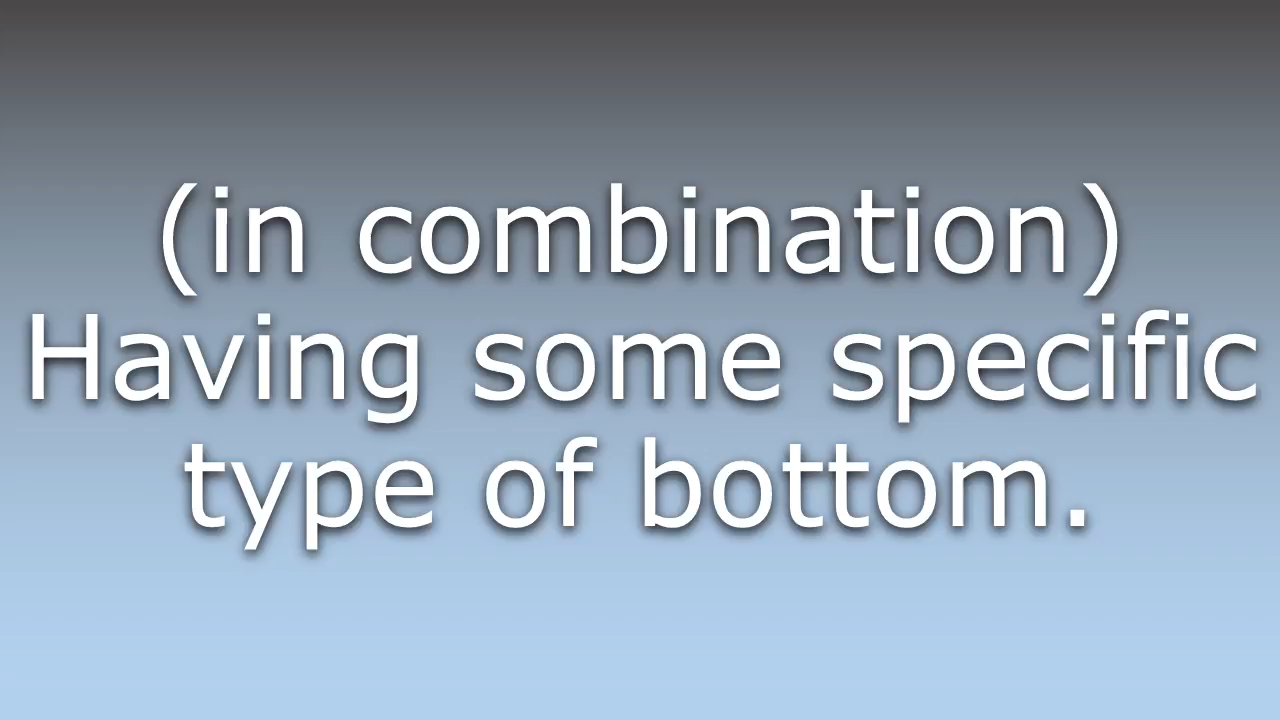 (in combination)
Having some specific
type of bottom.